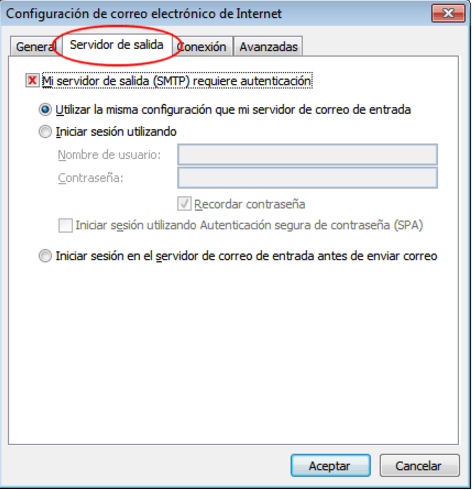 Configuración de correo electrónico de Internet
General Servidor de salida Conexión Avanzadas
Mi servidor de salida (SMTP) requiere autenticación
Utilizar la misma configuración que mi servidor de correo de entrada
Iniciar sesión utilizando
Nombre de usuario:
Contraseña:
Recordar contraseña
Iniciar sesión utilizando Autenticación segura de contraseña (SPA)
Iniciar sesión en el servidor de correo de entrada antes de enviar correo
Aceptar Cancelar